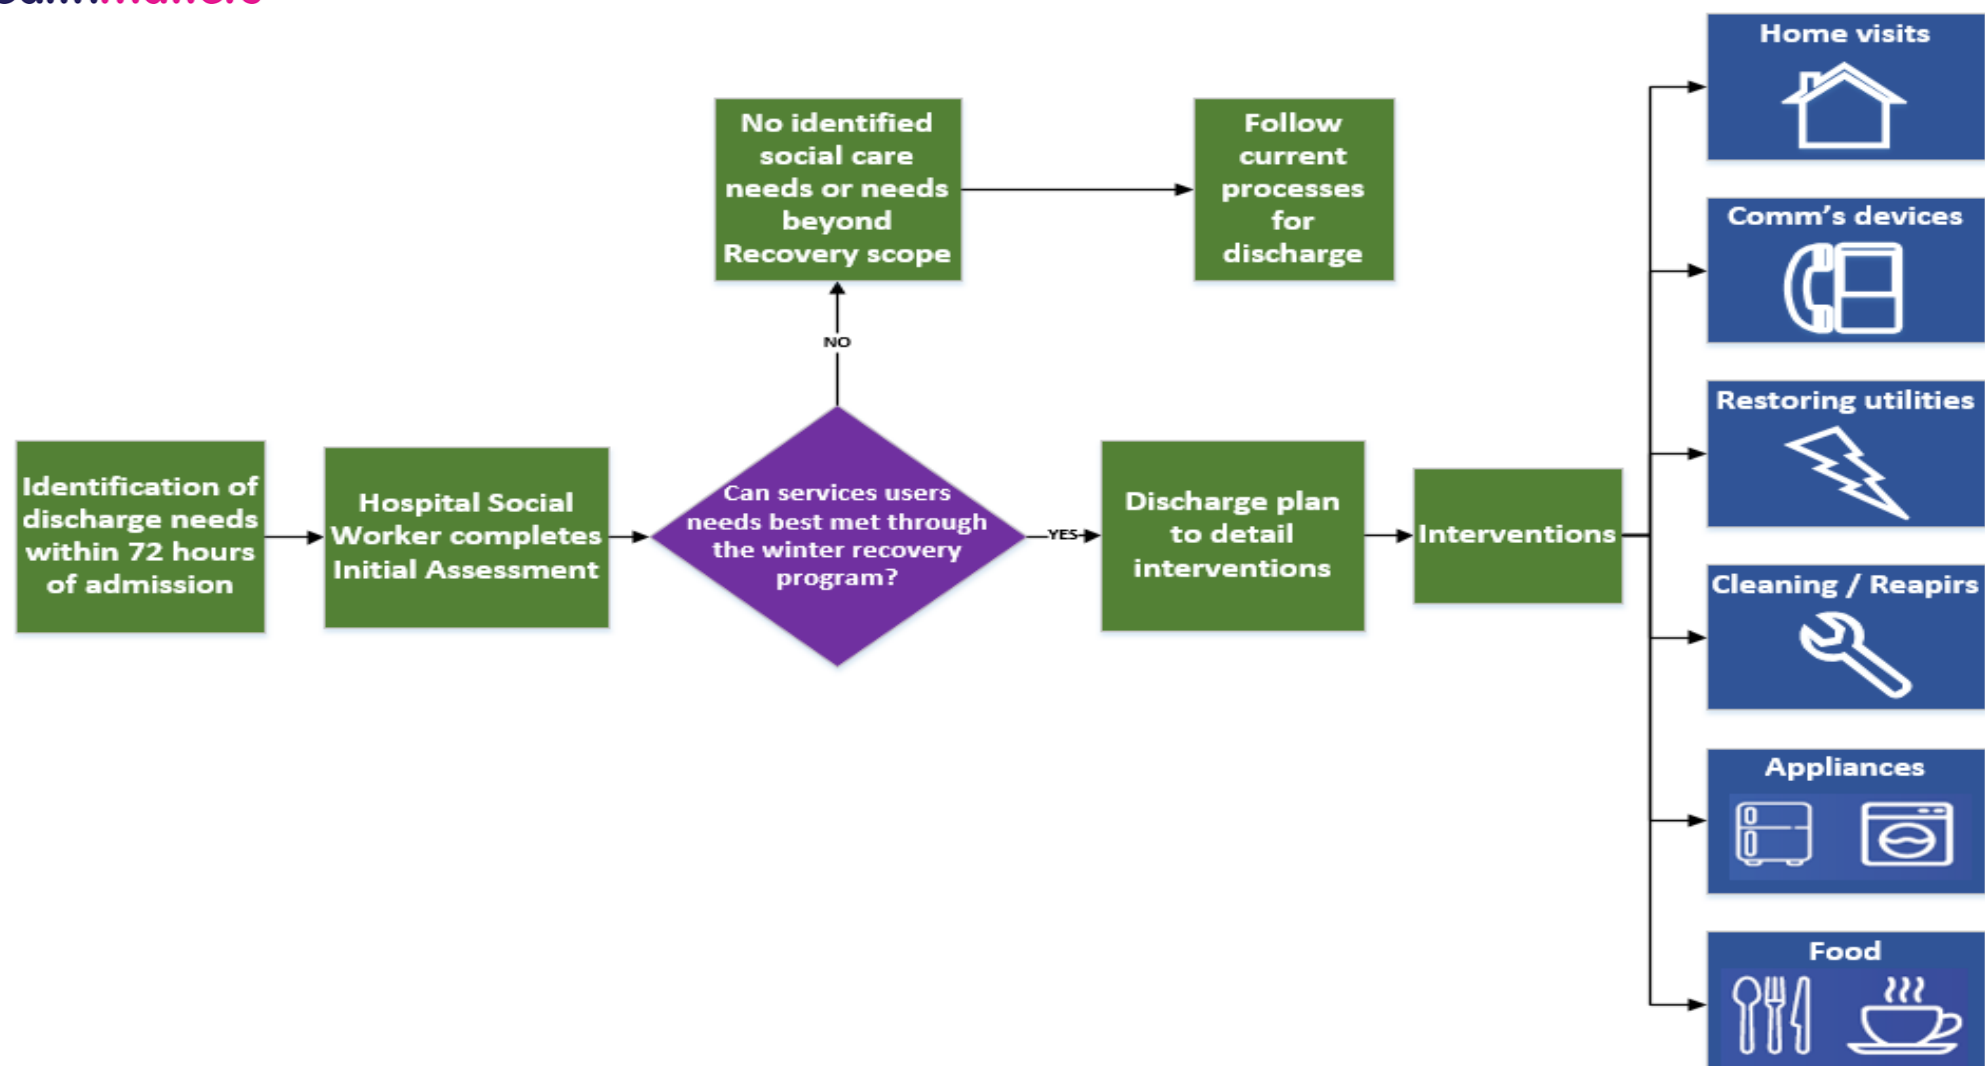 Home visits
No identified
social care
needs or needs
beyond
Recovery scope
Follow
current
processes
for
discharge
Comm's devices
NO
Restoring utilities
Identification of
discharge needs
within 72 hours
of admission
Hospital Social
Worker completes
Initial Assessment
Can services users
needs best met through
the winter recovery
program?
YES
Discharge plan
to detail
interventions
Interventions
Cleaning / Reapirs
Appliances
Food